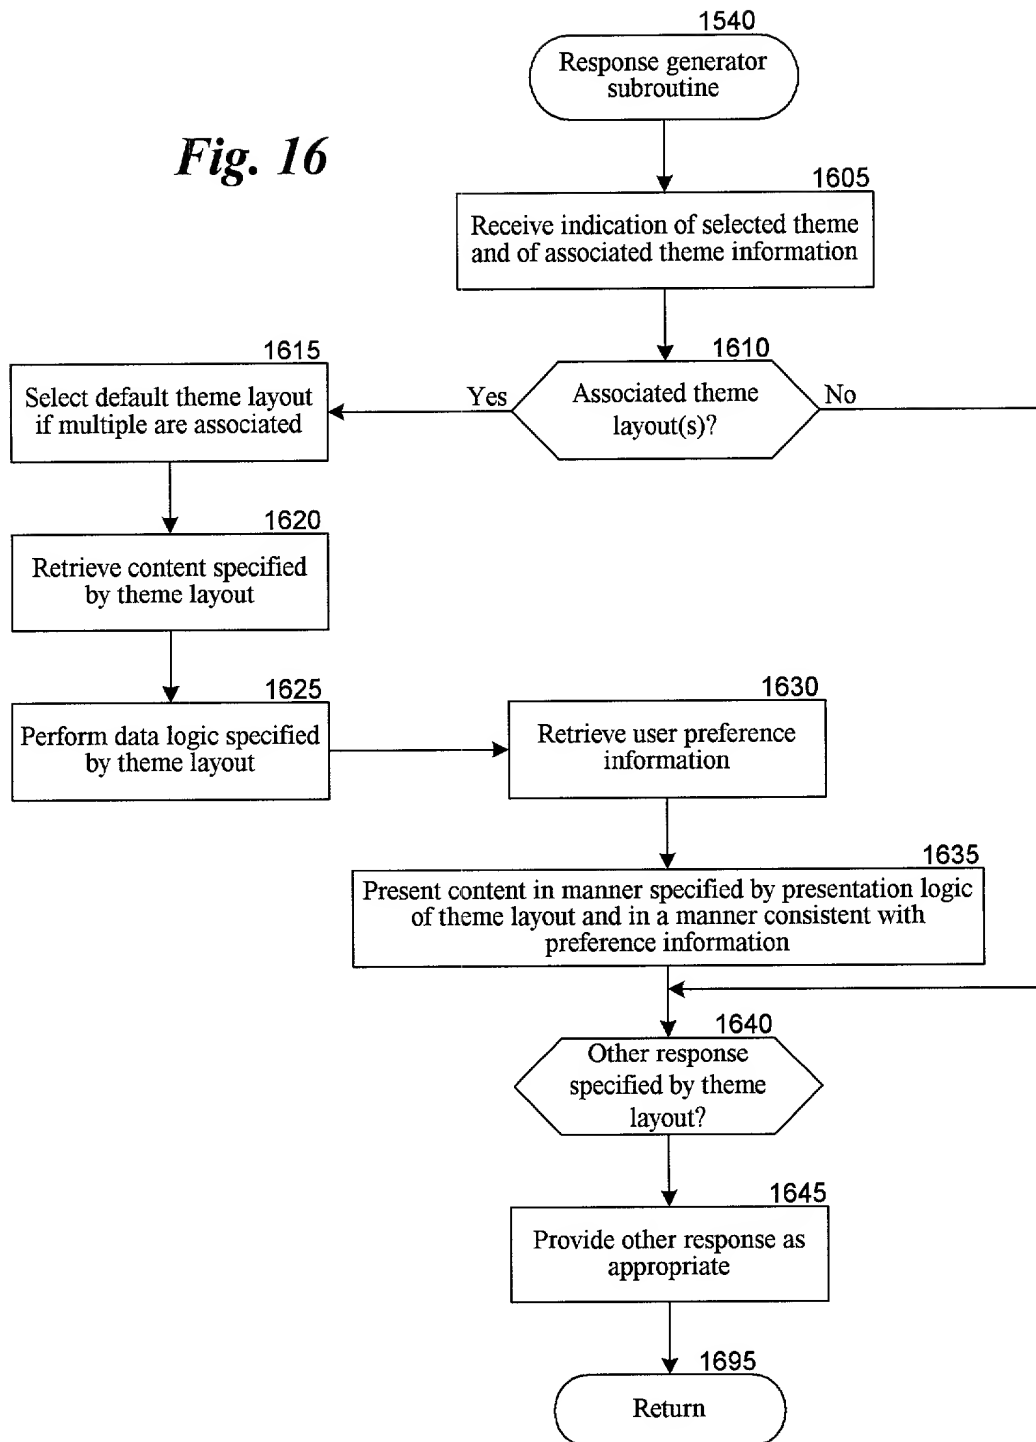 1540
Response generator
subroutine
Fig. 16
1605
Receive indication of selected theme
and of associated theme information
1610
Associated theme
layout(s)?
Yes
No
1615
Select default theme layout
if multiple are associated
1620
Retrieve content specified
by theme layout
1625
Perform data logic specified
by theme layout
1630
Retrieve user preference
information
1635
Present content in manner specified by presentation logic
of theme layout and in a manner consistent with
preference information
1640
Other response
specified by theme
layout?
1645
Provide other response as
appropriate
1695
Return